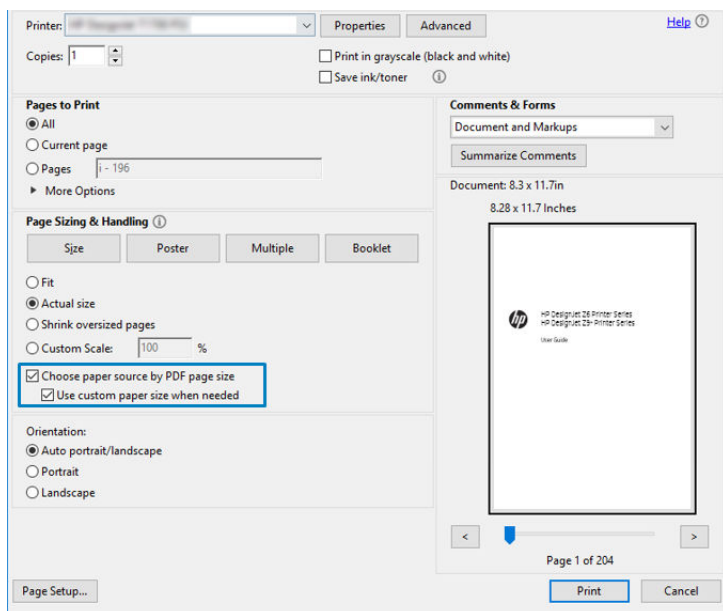 Printer:
Properties
Advanced
Help
Copies: 1
Print in grayscale (black and white)
Save ink/toner
Pages to Print
All
Current page
Pages i - 196
More Options
Page Sizing & Handling
Size Poster Multiple Booklet
Fit
Actual size
Shrink oversized pages
Custom Scale: 100 %
Choose paper source by PDF page size
Use custom paper size when needed
Orientation:
Auto portrait/landscape
Portrait
Landscape
Comments & Forms
Document and Markups
Summarize Comments
Document: 8.3 x 11.7in
8.28 x 11.7 Inches
hp
HP DesignJet Z6 Printer Series
HP DesignJet Z9+ Printer Series
User Guide
< >
Page 1 of 204
Page Setup...
Print Cancel